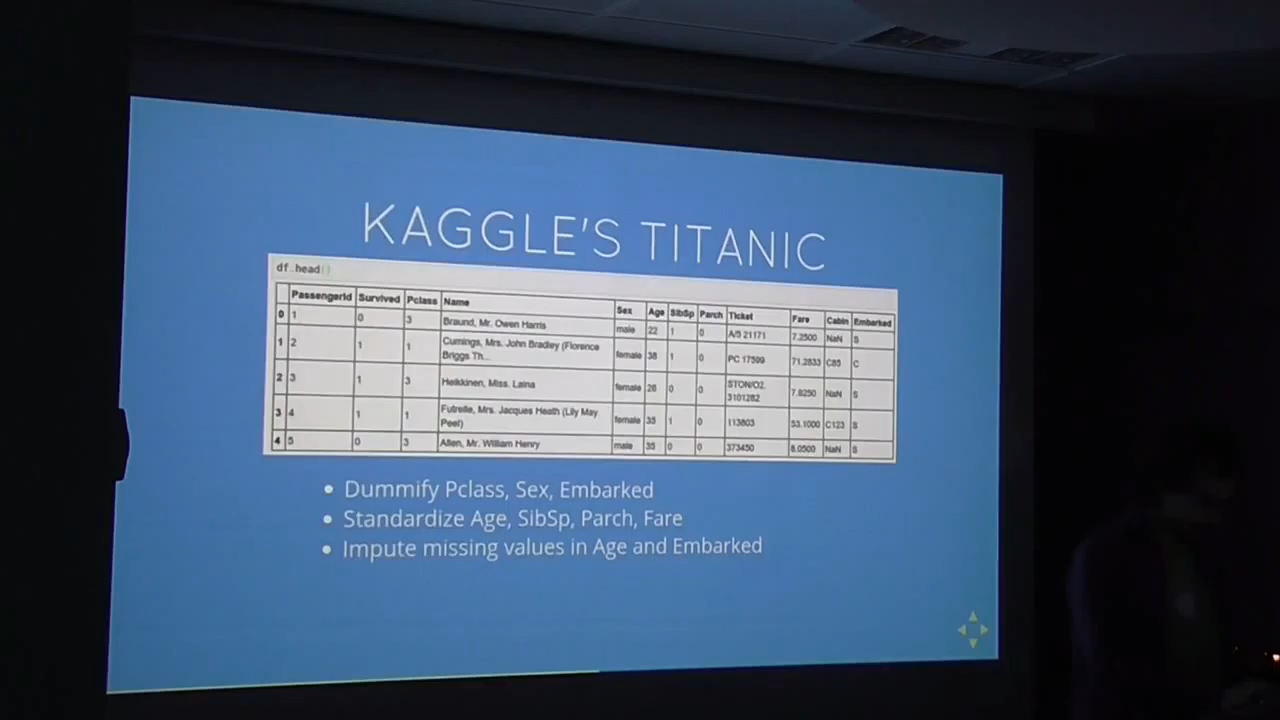 KAGGLE'S TITANIC
df.head()
PassengerId Survived Pclass Name Sex Age SibSp Parch Ticket Fare Cabin Embarked
0 1 0 3 Braund, Mr. Owen Harris male 22 1 0 A/5 21171 7.2500 NaN S
1 2 1 1 Cumings, Mrs. John Bradley (Florence Briggs Th... female 38 1 0 PC 17599 71.2833 C85 C
2 3 1 3 Heikkinen, Miss. Laina female 26 0 0 STON/O2. 3101282 7.9250 NaN S
3 4 1 1 Futrelle, Mrs. Jacques Heath (Lily May Peel) female 35 1 0 113803 53.1000 C123 S
4 5 0 3 Allen, Mr. William Henry male 35 0 0 373450 8.0500 NaN S
• Dummify Pclass, Sex, Embarked
• Standardize Age, SibSp, Parch, Fare
• Impute missing values in Age and Embarked